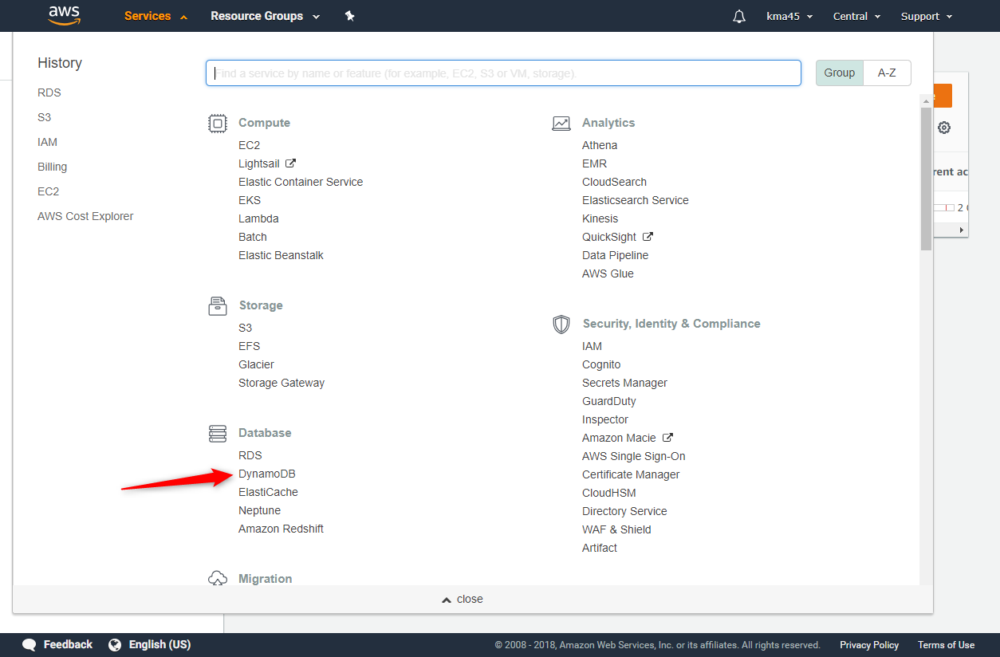 aws
Services
Resource Groups
kma45
Central
Support
History
RDS
S3
IAM
Billing
EC2
AWS Cost Explorer
Find a service by name or feature (for example, EC2, S3 or VM, storage).
Group
A-Z
Compute
EC2
Lightsail
Elastic Container Service
EKS
Lambda
Batch
Elastic Beanstalk
Storage
S3
EFS
Glacier
Storage Gateway
Database
RDS
DynamoDB
ElastiCache
Neptune
Amazon Redshift
Migration
Analytics
Athena
EMR
CloudSearch
Elasticsearch Service
Kinesis
QuickSight
Data Pipeline
AWS Glue
Security, Identity & Compliance
IAM
Cognito
Secrets Manager
GuardDuty
Inspector
Amazon Macie
AWS Single Sign-On
Certificate Manager
CloudHSM
Directory Service
WAF & Shield
Artifact
rent ac
2
close
Feedback
English (US)
© 2008 - 2018, Amazon Web Services, Inc. or its affiliates. All rights reserved.
Privacy Policy
Terms of Use